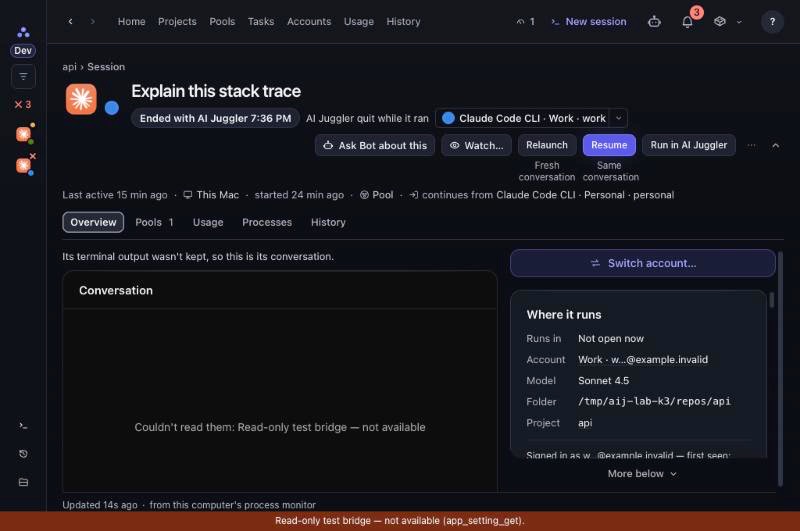 Home Projects Pools Tasks Accounts Usage History 1 New session 3 ?
Dev
3
api › Session
Explain this stack trace
Ended with AI Juggler 7:36 PM AI Juggler quit while it ran Claude Code CLI · Work · work
Ask Bot about this Watch... Relaunch Resume Run in AI Juggler ...
Fresh conversation Same conversation
Last active 15 min ago · This Mac · started 24 min ago · Pool · continues from Claude Code CLI · Personal · personal
Overview Pools 1 Usage Processes History
Its terminal output wasn't kept, so this is its conversation.
Conversation
Couldn't read them: Read-only test bridge — not available
Switch account...
Where it runs
Runs in Not open now
Account Work · w...@example.invalid
Model Sonnet 4.5
Folder /tmp/aij-lab-k3/repos/api
Project api
Signed in as w...@example.invalid — first seen:
More below
Updated 14s ago · from this computer's process monitor
Read-only test bridge — not available (app_setting_get).